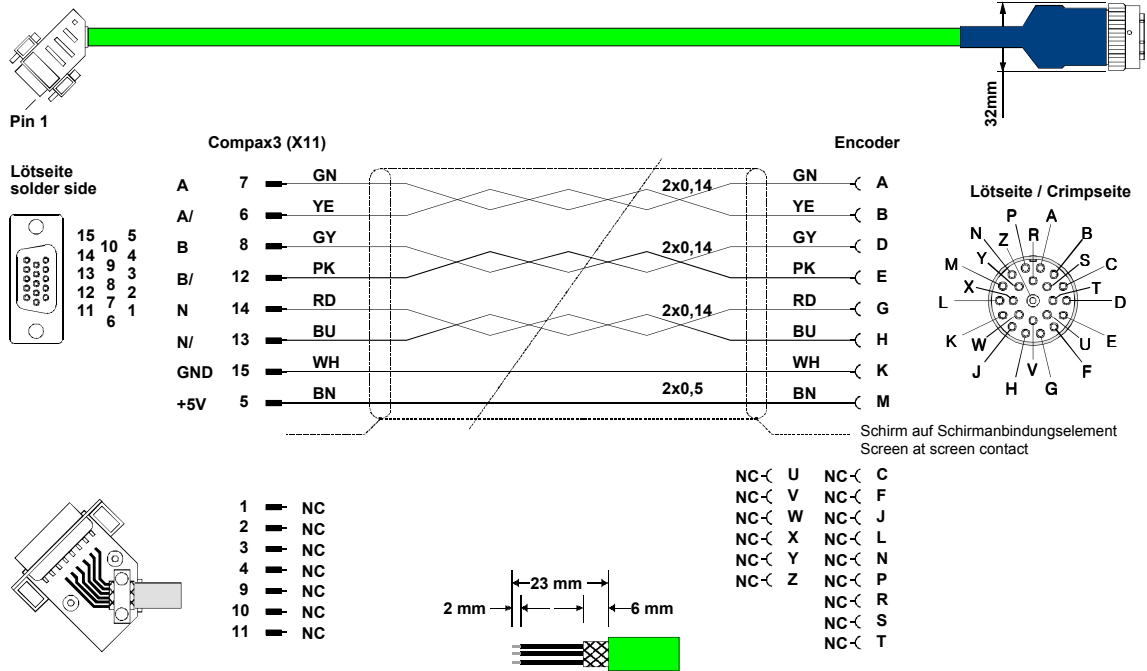 Pin 1
32mm
Compax3 (X11)
Encoder
Lötseite
solder side
15 5
10
14 4
9
13 3
8
12 2
7
11 1
6
A 7 GN 2x0,14 GN A
A/ 6 YE YE B
B 8 GY 2x0,14 GY D
B/ 12 PK PK E
N 14 RD 2x0,14 RD G
N/ 13 BU BU H
GND 15 WH WH K
+5V 5 BN 2x0,5 BN M
Lötseite / Crimpseite
P A
Z R
N B
Y S
M C
X T
L D
K E
W U
J F
V
H G
Schirm auf Schirmanbindungselement
Screen at screen contact
1 NC
2 NC
3 NC
4 NC
9 NC
10 NC
11 NC
23 mm
2 mm 6 mm
NC U NC C
NC V NC F
NC W NC J
NC X NC L
NC Y NC N
NC Z NC P
NC R
NC S
NC T